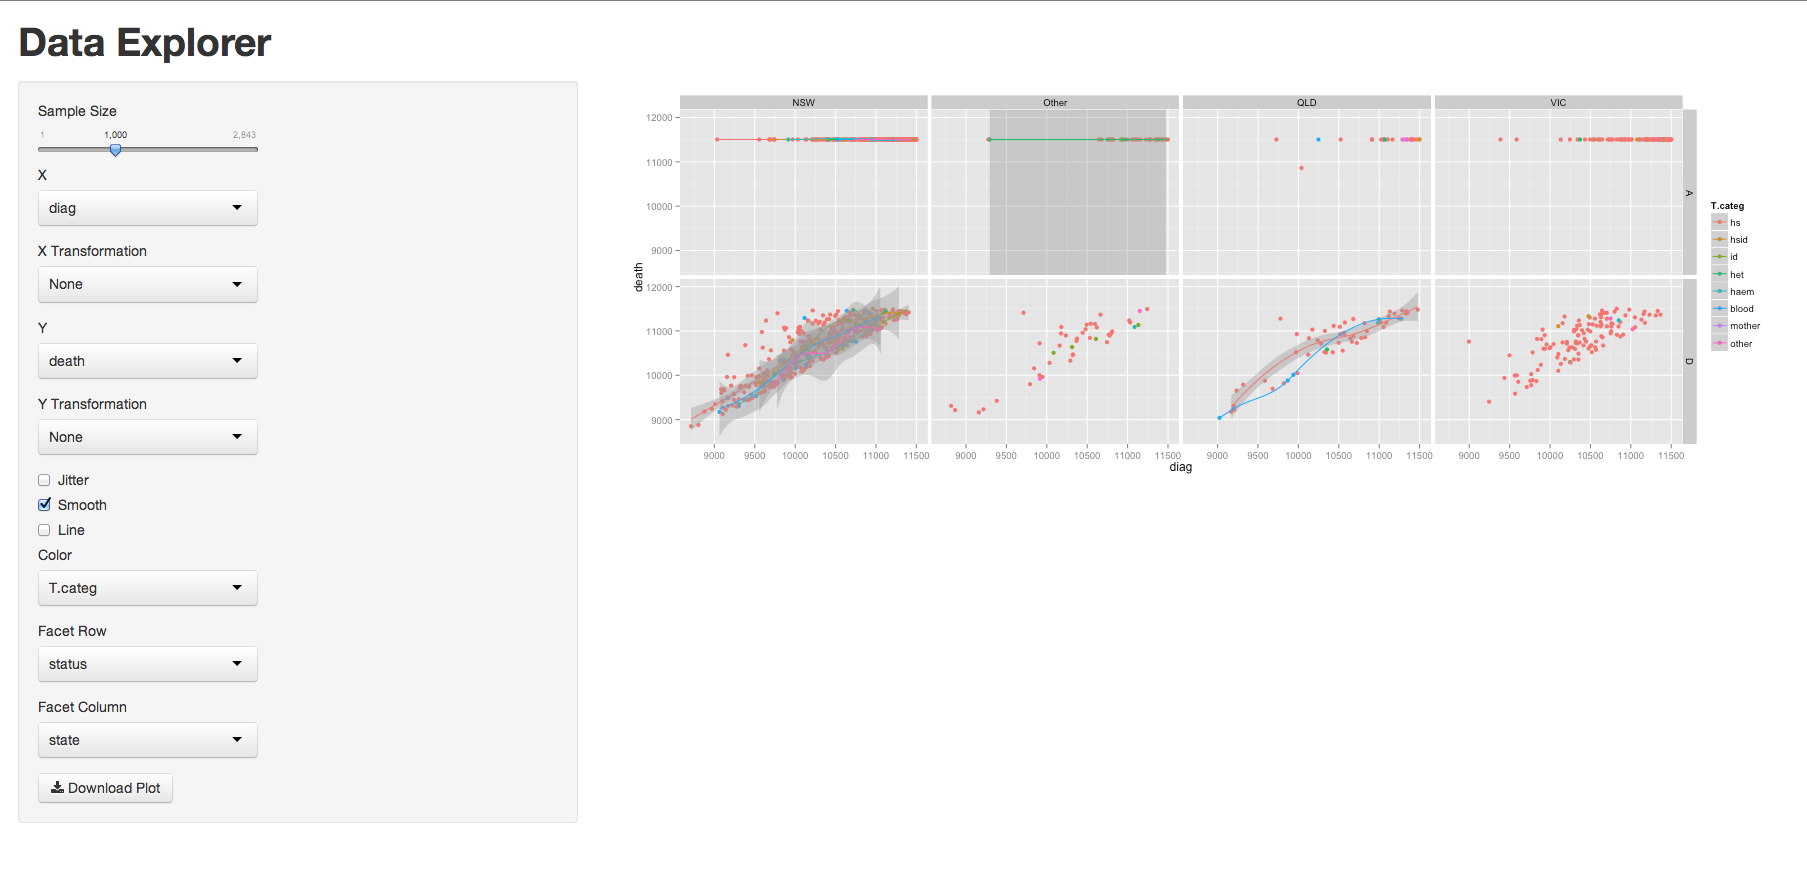 Data Explorer
Sample Size
1 1,000 2,843
X
diag
X Transformation
None
Y
death
Y Transformation
None
Jitter
Smooth
Line
Color
T.categ
Facet Row
status
Facet Column
state
Download Plot
NSW Other QLD VIC
12000
11000
10000
9000
A
death
12000
11000
10000
9000
D
9000 9500 10000 10500 11000 11500 9000 9500 10000 10500 11000 11500 9000 9500 10000 10500 11000 11500 9000 9500 10000 10500 11000 11500
diag
T.categ
hs
hsid
id
het
haem
blood
mother
other